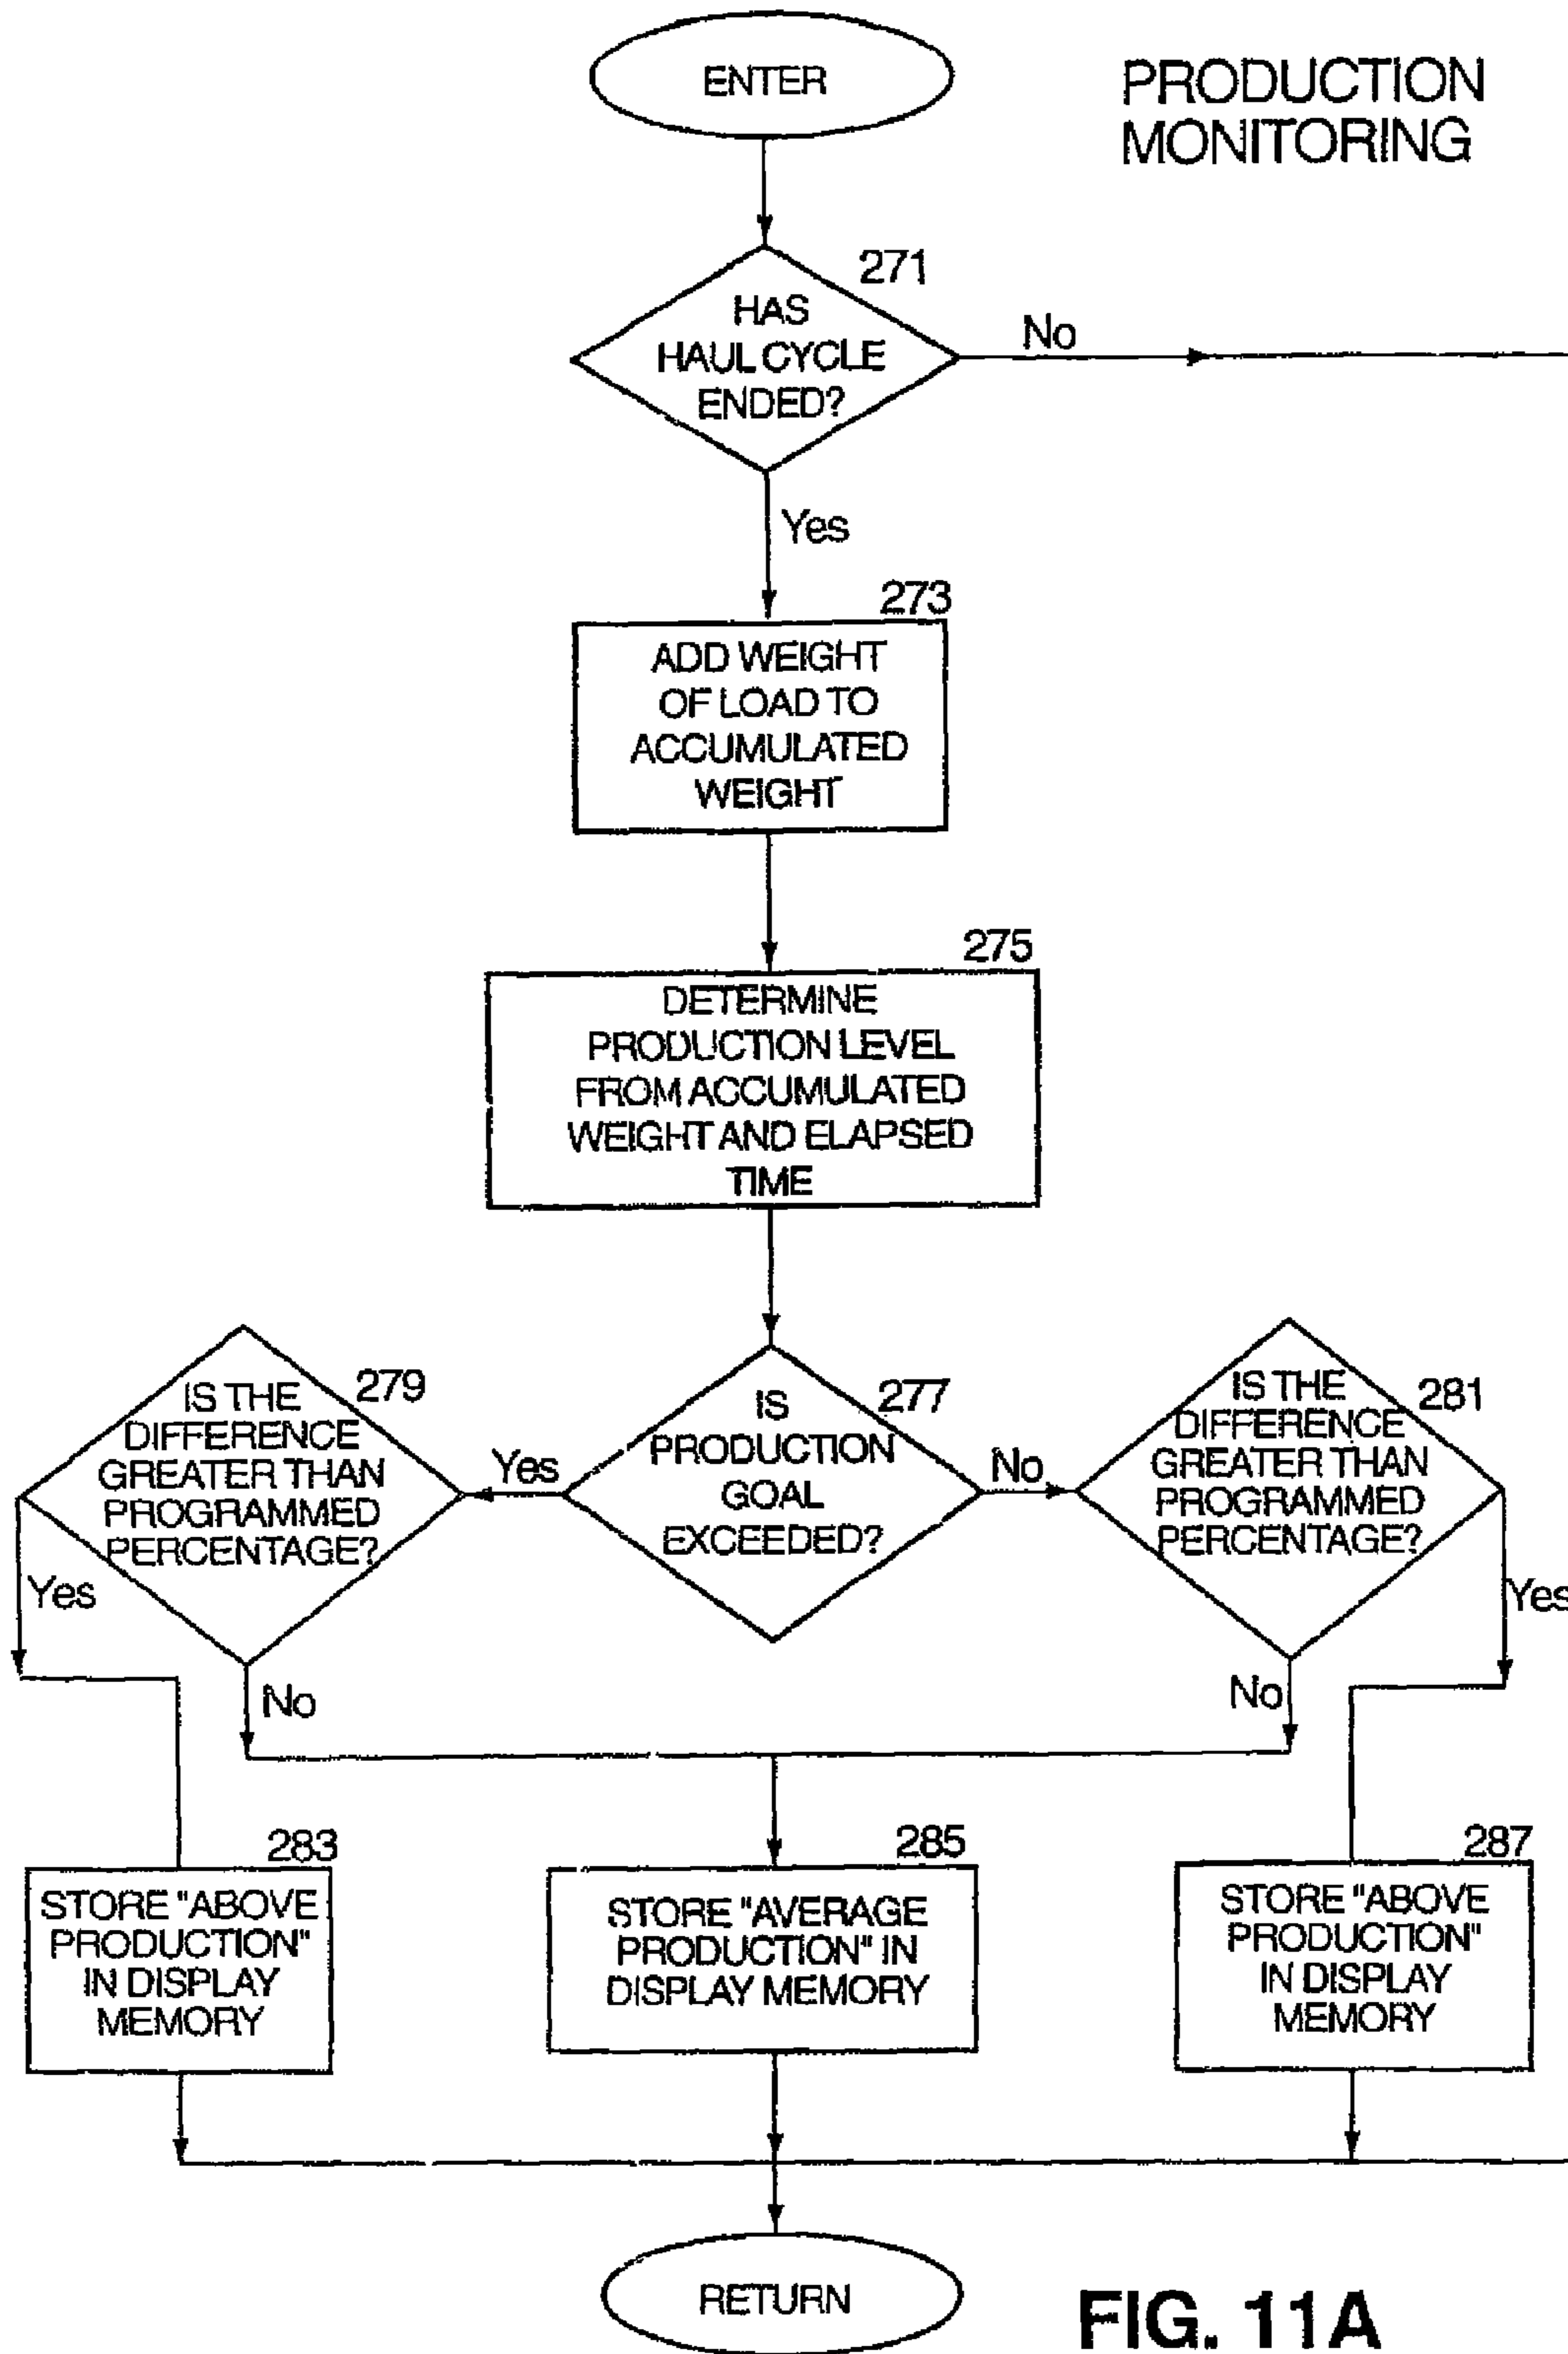 ENTER
PRODUCTION
MONITORING
271
HAS
HAUL CYCLE
ENDED?
No
Yes
273
ADD WEIGHT
OF LOAD TO
ACCUMULATED
WEIGHT
275
DETERMINE
PRODUCTION LEVEL
FROM ACCUMULATED
WEIGHT AND ELAPSED
TIME
279
IS THE
DIFFERENCE
GREATER THAN
PROGRAMMED
PERCENTAGE?
Yes
277
IS
PRODUCTION
GOAL
EXCEEDED?
No
281
IS THE
DIFFERENCE
GREATER THAN
PROGRAMMED
PERCENTAGE?
Yes
No
No
Yes
283
STORE "ABOVE
PRODUCTION"
IN DISPLAY
MEMORY
285
STORE "AVERAGE
PRODUCTION" IN
DISPLAY MEMORY
287
STORE "ABOVE
PRODUCTION"
IN DISPLAY
MEMORY
RETURN
FIG. 11A